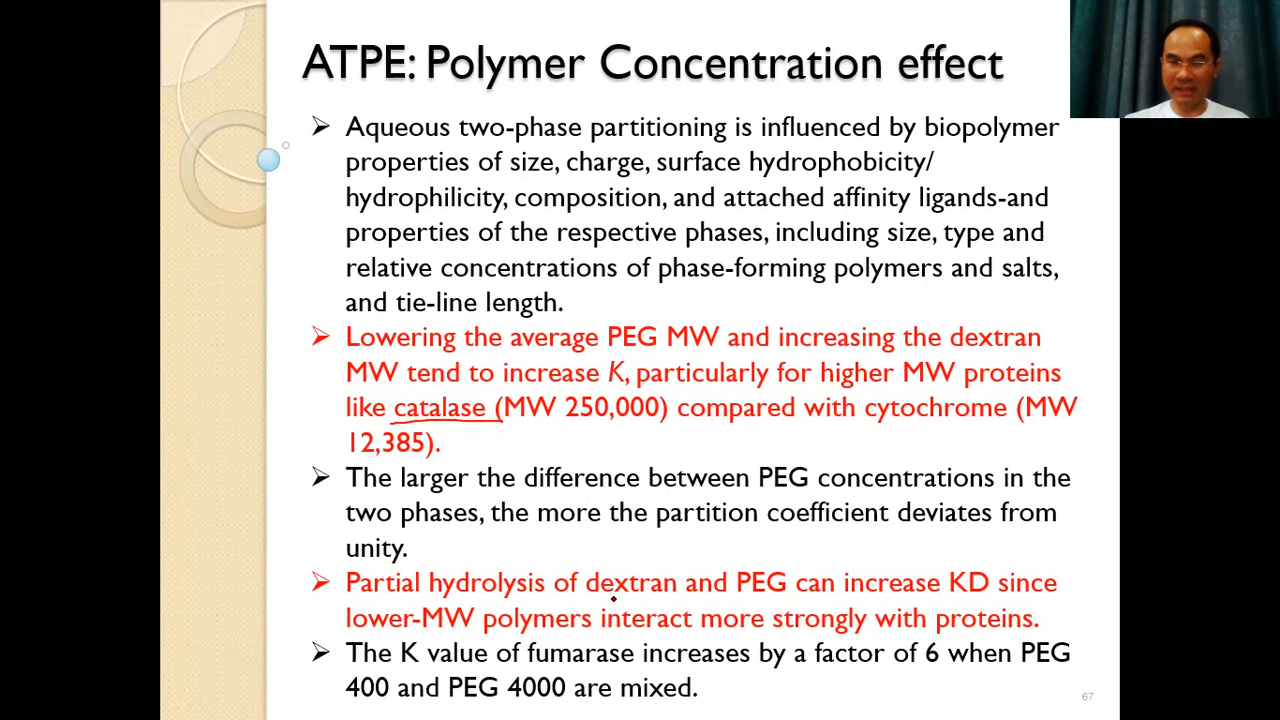 ATPE: Polymer Concentration effect
Aqueous two-phase partitioning is influenced by biopolymer
properties of size, charge, surface hydrophobicity/
hydrophilicity, composition, and attached affinity ligands-and
properties of the respective phases, including size, type and
relative concentrations of phase-forming polymers and salts,
and tie-line length.
Lowering the average PEG MW and increasing the dextran
MW tend to increase K, particularly for higher MW proteins
like catalase (MW 250,000) compared with cytochrome (MW
12,385).
The larger the difference between PEG concentrations in the
two phases, the more the partition coefficient deviates from
unity.
Partial hydrolysis of dextran and PEG can increase KD since
lower-MW polymers interact more strongly with proteins.
The K value of fumarase increases by a factor of 6 when PEG
400 and PEG 4000 are mixed.
67